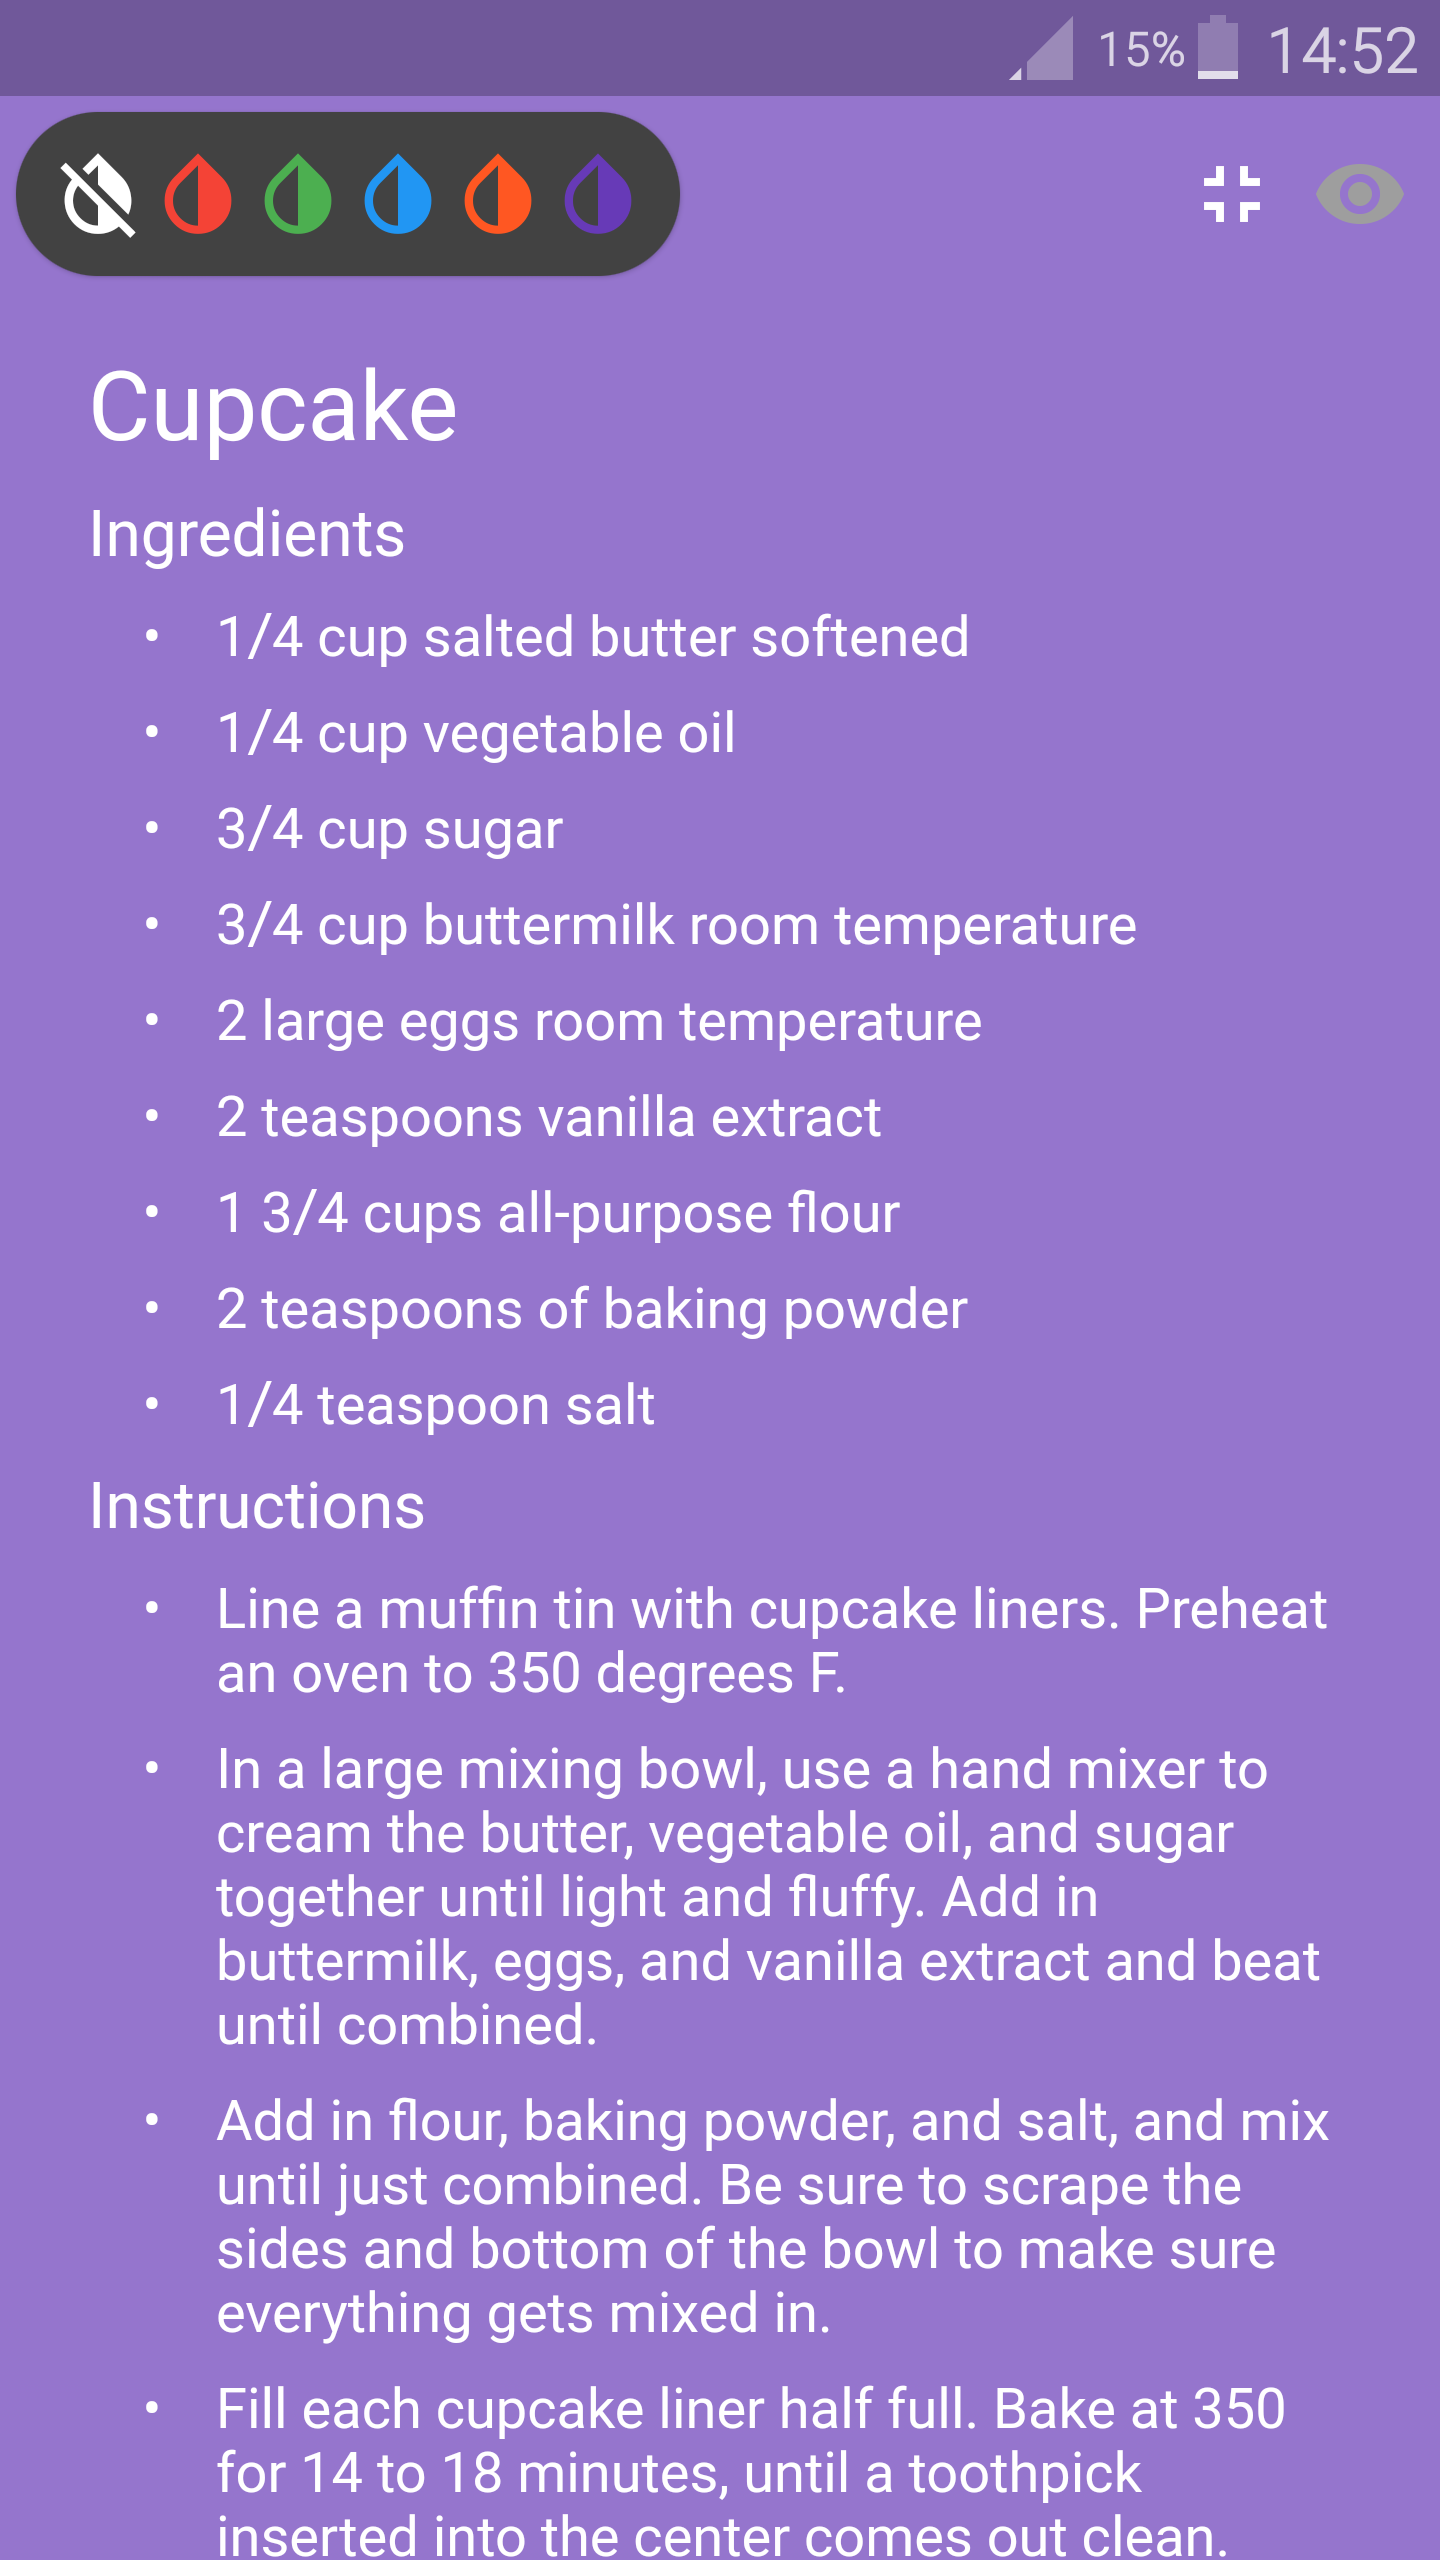 15% 14:52
Cupcake
Ingredients
• 1/4 cup salted butter softened
• 1/4 cup vegetable oil
• 3/4 cup sugar
• 3/4 cup buttermilk room temperature
• 2 large eggs room temperature
• 2 teaspoons vanilla extract
• 1 3/4 cups all-purpose flour
• 2 teaspoons of baking powder
• 1/4 teaspoon salt
Instructions
• Line a muffin tin with cupcake liners. Preheat
an oven to 350 degrees F.
• In a large mixing bowl, use a hand mixer to
cream the butter, vegetable oil, and sugar
together until light and fluffy. Add in
buttermilk, eggs, and vanilla extract and beat
until combined.
• Add in flour, baking powder, and salt, and mix
until just combined. Be sure to scrape the
sides and bottom of the bowl to make sure
everything gets mixed in.
• Fill each cupcake liner half full. Bake at 350
for 14 to 18 minutes, until a toothpick
inserted into the center comes out clean.